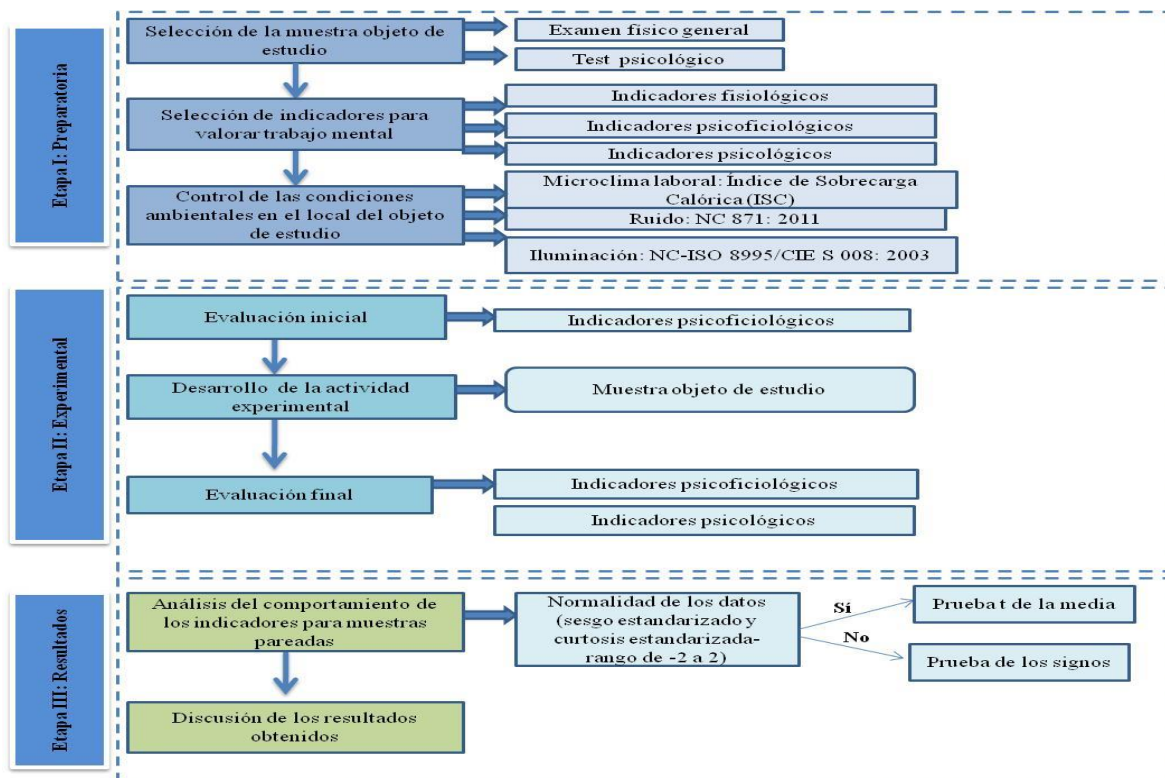 Etapa I: Preparatoria
Selección de la muestra objeto de
estudio
Examen físico general
Test psicológico
Selección de indicadores para
valorar trabajo mental
Indicadores fisiológicos
Indicadores psicoficiológicos
Indicadores psicológicos
Control de las condiciones
ambientales en el local del objeto
de estudio
Microclima laboral: Índice de Sobrecarga
Calórica (ISC)
Ruido: NC 871: 2011
Iluminación: NC-ISO 8995/CIE S 008: 2003
Etapa II: Experimental
Evaluación inicial
Indicadores psicoficiológicos
Desarrollo de la actividad
experimental
Muestra objeto de estudio
Evaluación final
Indicadores psicoficiológicos
Indicadores psicológicos
Etapa III: Resultados
Análisis del comportamiento de
los indicadores para muestras
pareadas
Normalidad de los datos
(sesgo estandarizado y
curtosis estandarizada-
rango de -2 a 2)
Sí
Prueba t de la media
No
Prueba de los signos
Discusión de los resultados
obtenidos